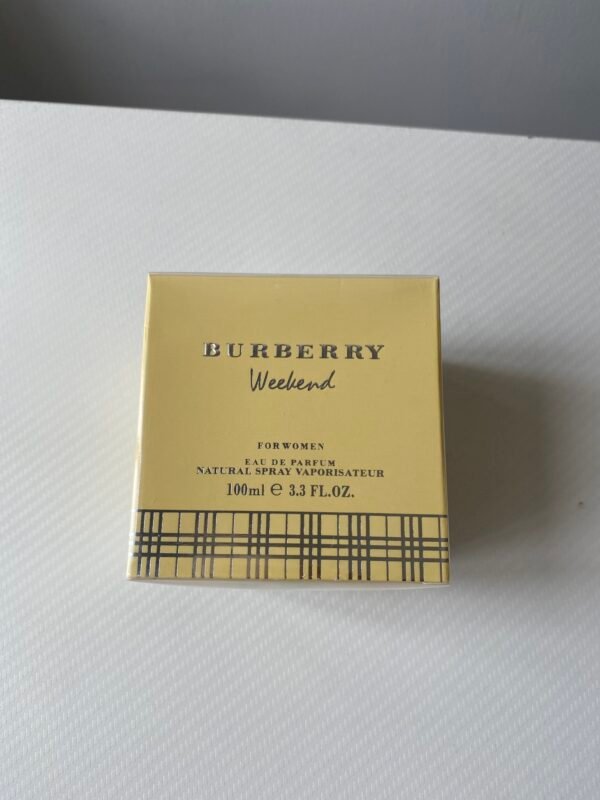 BURBERRY
Weekend
FOR WOMEN
EAU DE PARFUM
NATURAL SPRAY VAPORISATEUR
100ml ℮ 3.3 FL.OZ.